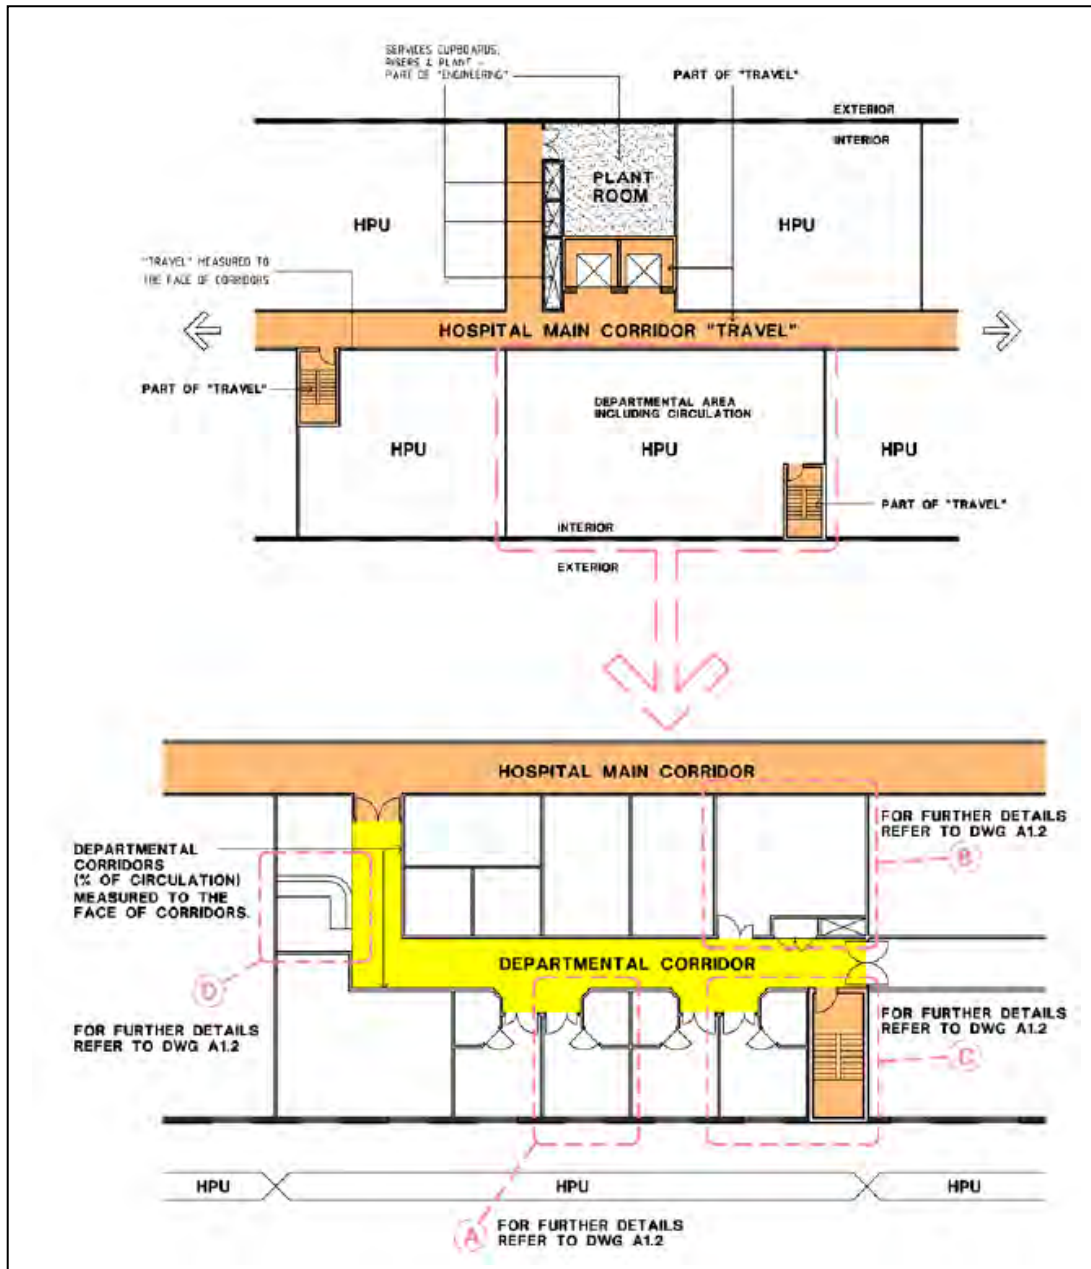 SERVICES CUPBOARDS,
RISERS & PLANT -
PART OF "ENGINEERING"
PART OF "TRAVEL"
EXTERIOR
INTERIOR
PLANT
ROOM
HPU
HPU
"TRAVEL" MEASURED TO
THE FACE OF CORRIDORS
HOSPITAL MAIN CORRIDOR "TRAVEL"
PART OF "TRAVEL"
DEPARTMENTAL AREA
INCLUDING CIRCULATION
HPU
HPU
HPU
PART OF "TRAVEL"
INTERIOR
EXTERIOR
HOSPITAL MAIN CORRIDOR
FOR FURTHER DETAILS
REFER TO DWG A1.2
B
DEPARTMENTAL
CORRIDORS
(% OF CIRCULATION)
MEASURED TO THE
FACE OF CORRIDORS.
DEPARTMENTAL CORRIDOR
D
FOR FURTHER DETAILS
REFER TO DWG A1.2
FOR FURTHER DETAILS
REFER TO DWG A1.2
C
HPU
HPU
HPU
A
FOR FURTHER DETAILS
REFER TO DWG A1.2